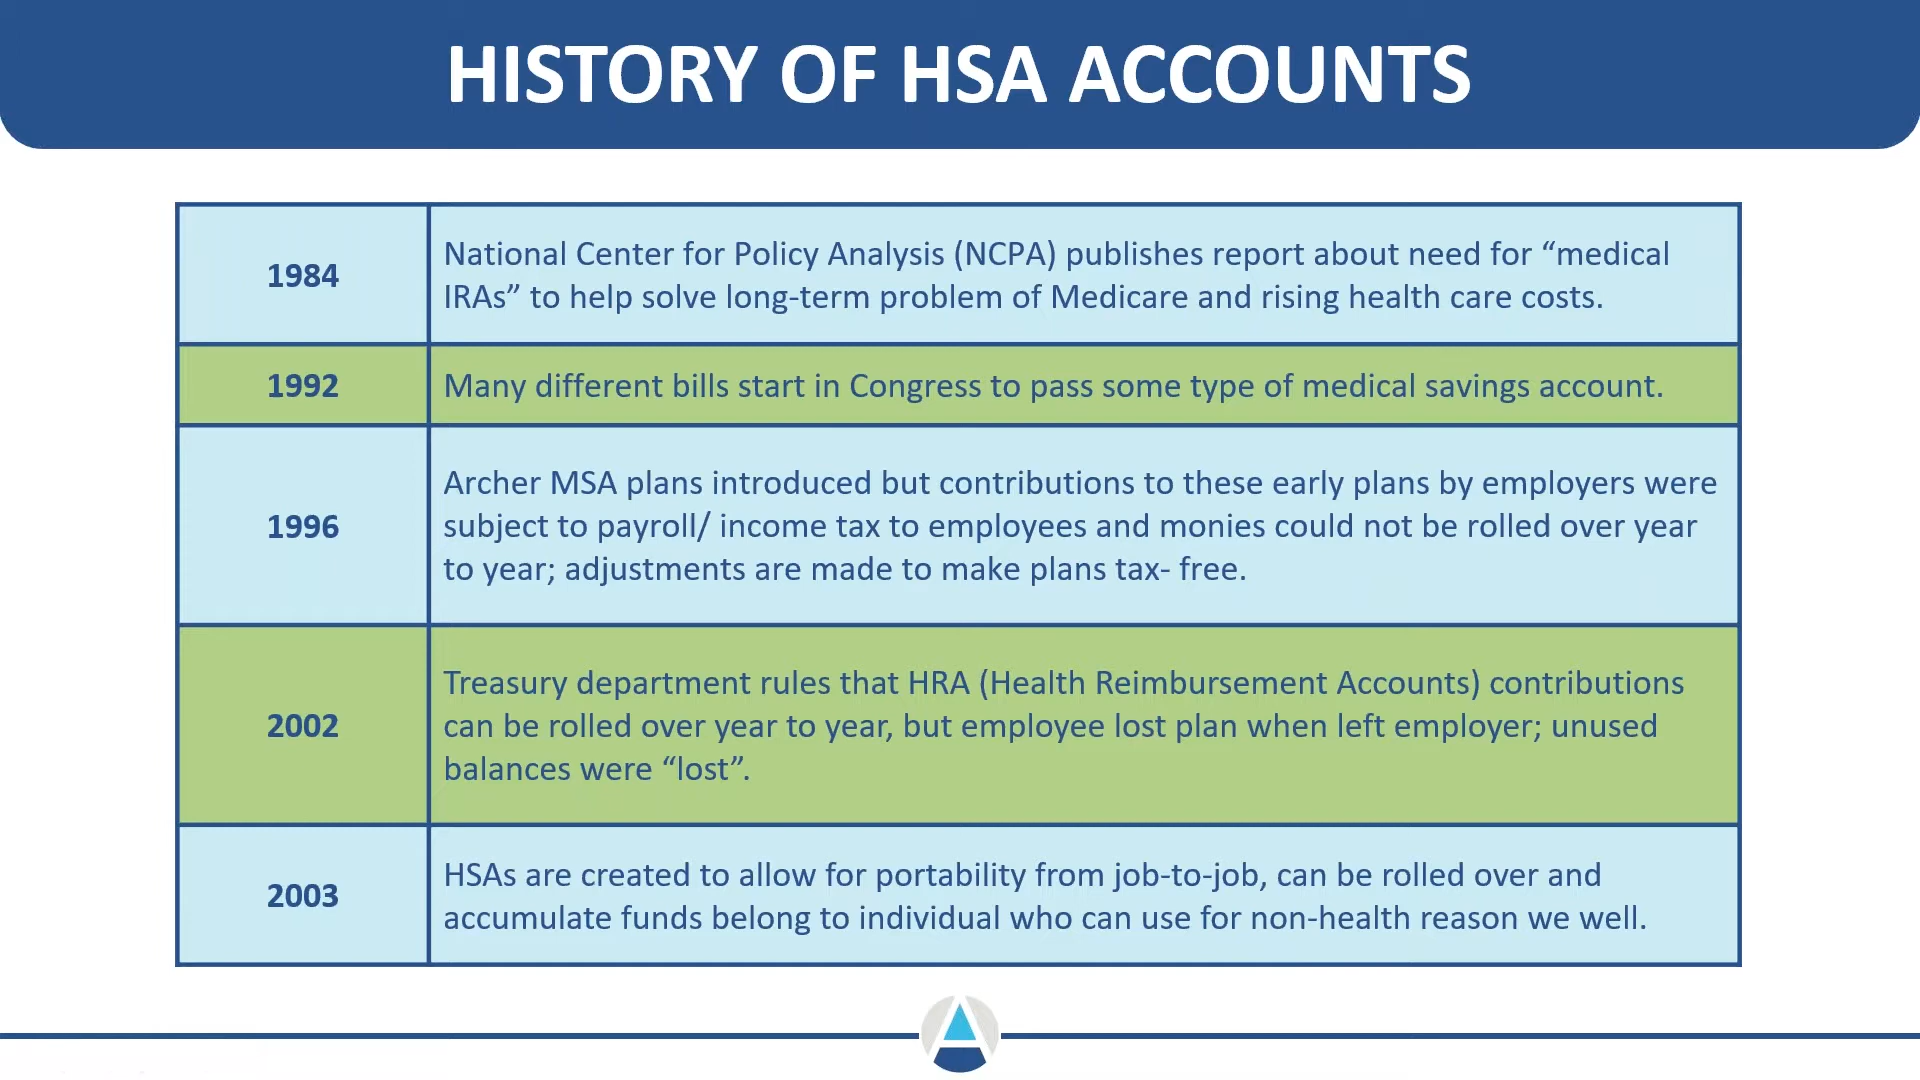 HISTORY OF HSA ACCOUNTS
1984
National Center for Policy Analysis (NCPA) publishes report about need for “medical
IRAs” to help solve long-term problem of Medicare and rising health care costs.
1992
Many different bills start in Congress to pass some type of medical savings account.
1996
Archer MSA plans introduced but contributions to these early plans by employers were
subject to payroll/ income tax to employees and monies could not be rolled over year
to year; adjustments are made to make plans tax- free.
2002
Treasury department rules that HRA (Health Reimbursement Accounts) contributions
can be rolled over year to year, but employee lost plan when left employer; unused
balances were “lost”.
2003
HSAs are created to allow for portability from job-to-job, can be rolled over and
accumulate funds belong to individual who can use for non-health reason we well.